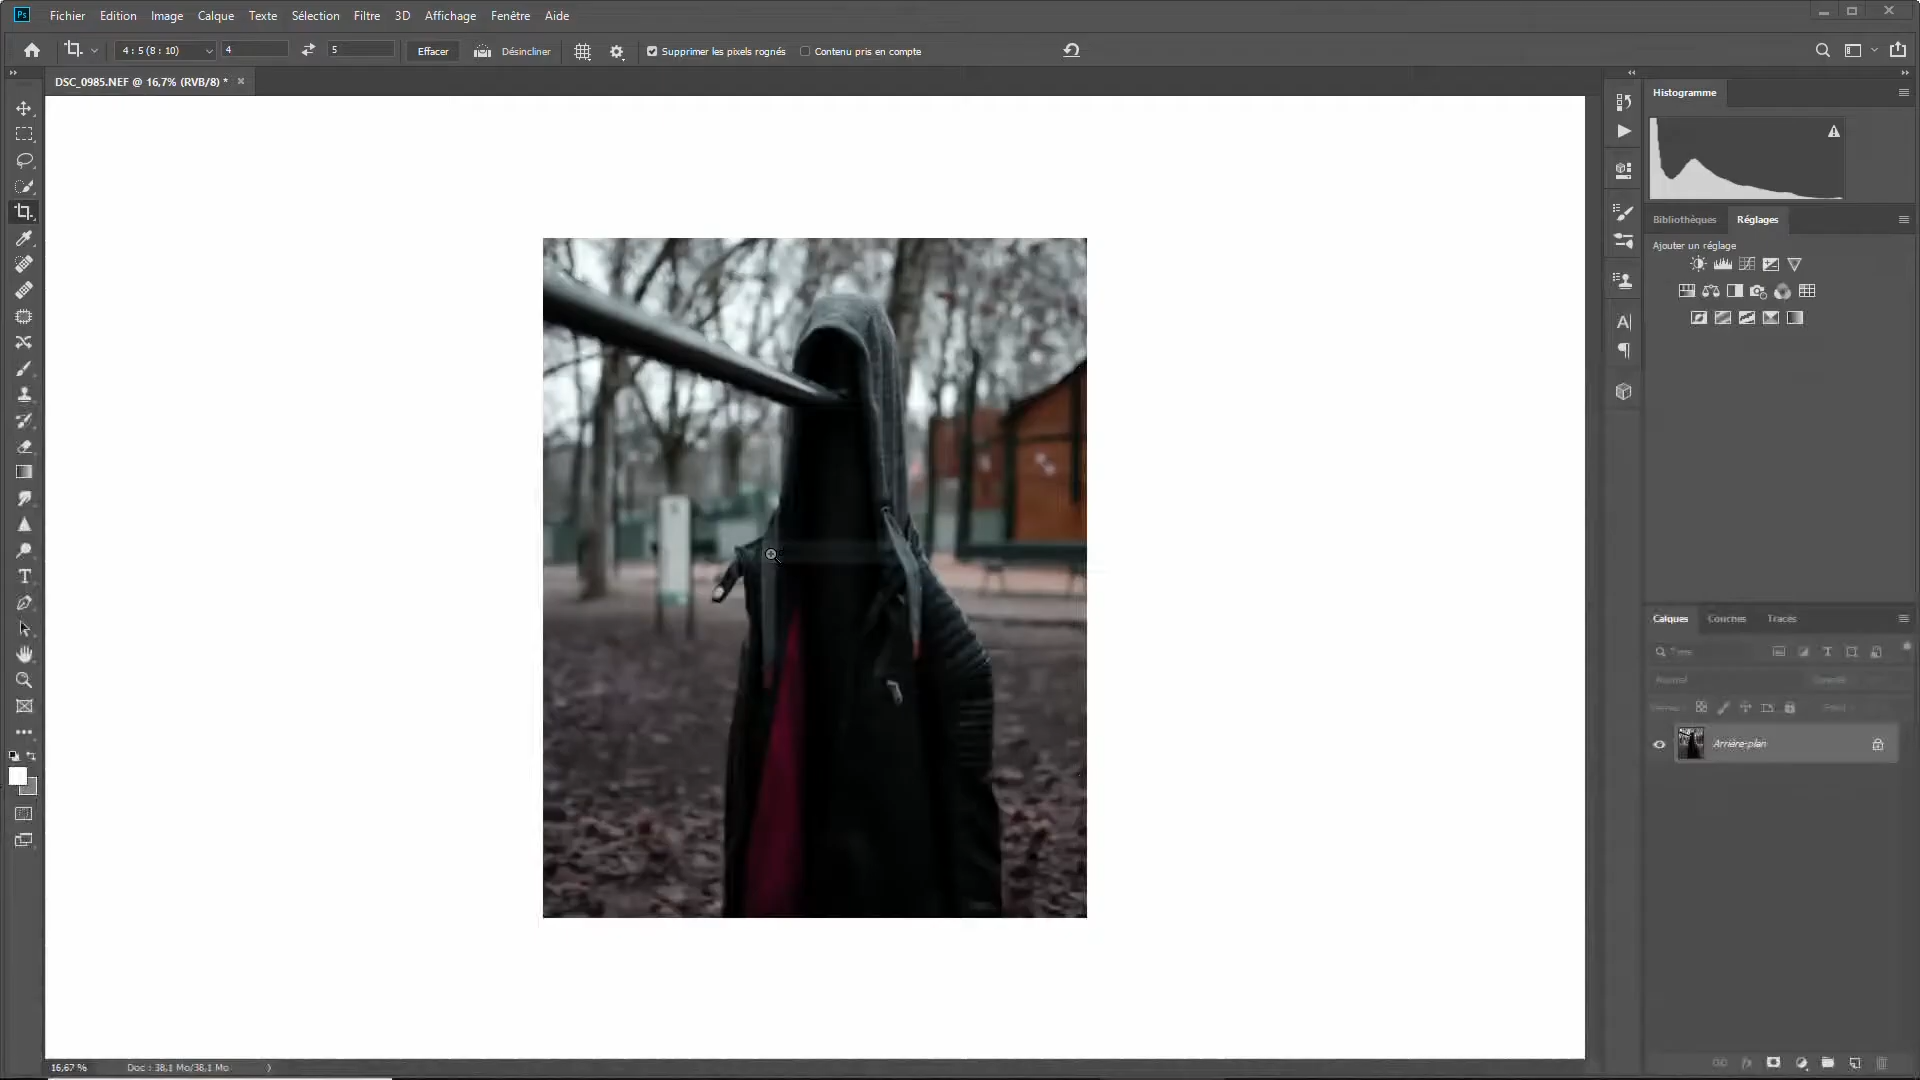 Ps Fichier Edition Image Calque Texte Sélection Filtre 3D Affichage Fenêtre Aide
4 : 5 (8 : 10) 4 5 Effacer Désincliner Supprimer les pixels rognés Contenu pris en compte
DSC_0985.NEF @ 16,7% (RVB/8) *
Histogramme
Bibliothèques Réglages
Ajouter un réglage
Calques Couches Tracés
Arrière-plan
16,67 % Doc : 38,1 Mo/38,1 Mo